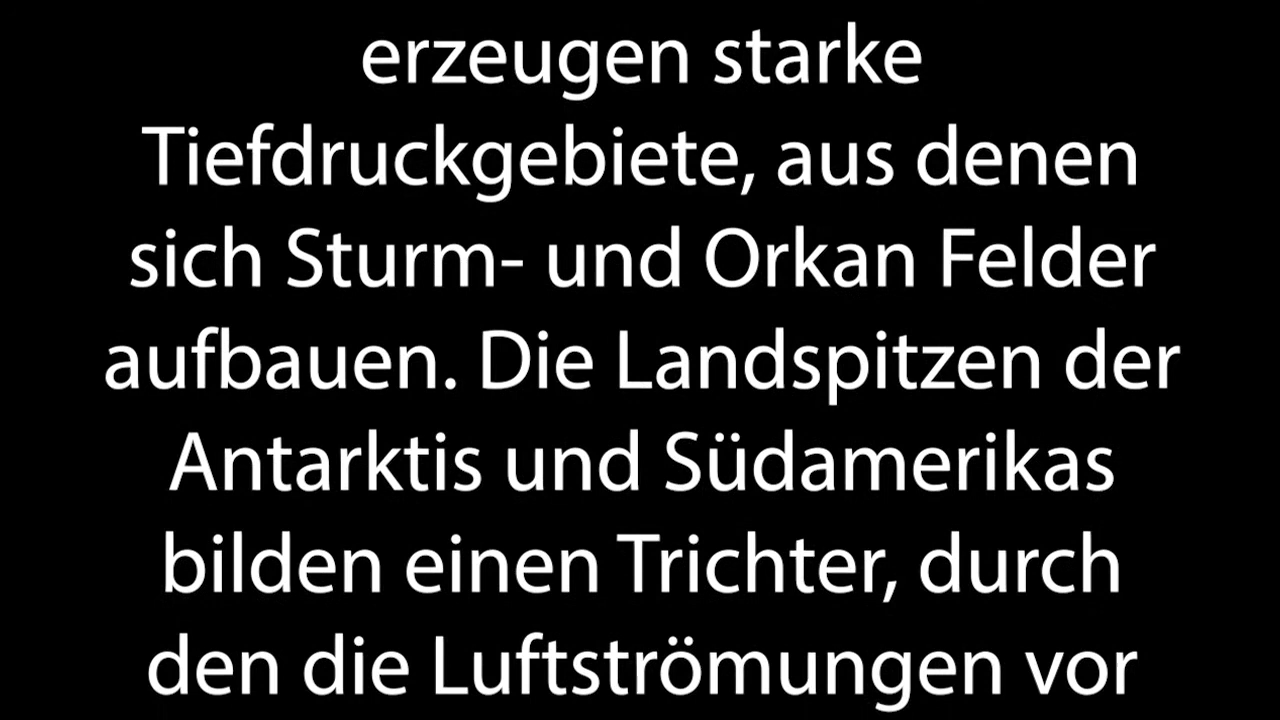 erzeugen starke
Tiefdruckgebiete, aus denen
sich Sturm- und Orkan Felder
aufbauen. Die Landspitzen der
Antarktis und Südamerikas
bilden einen Trichter, durch
den die Luftströmungen vor